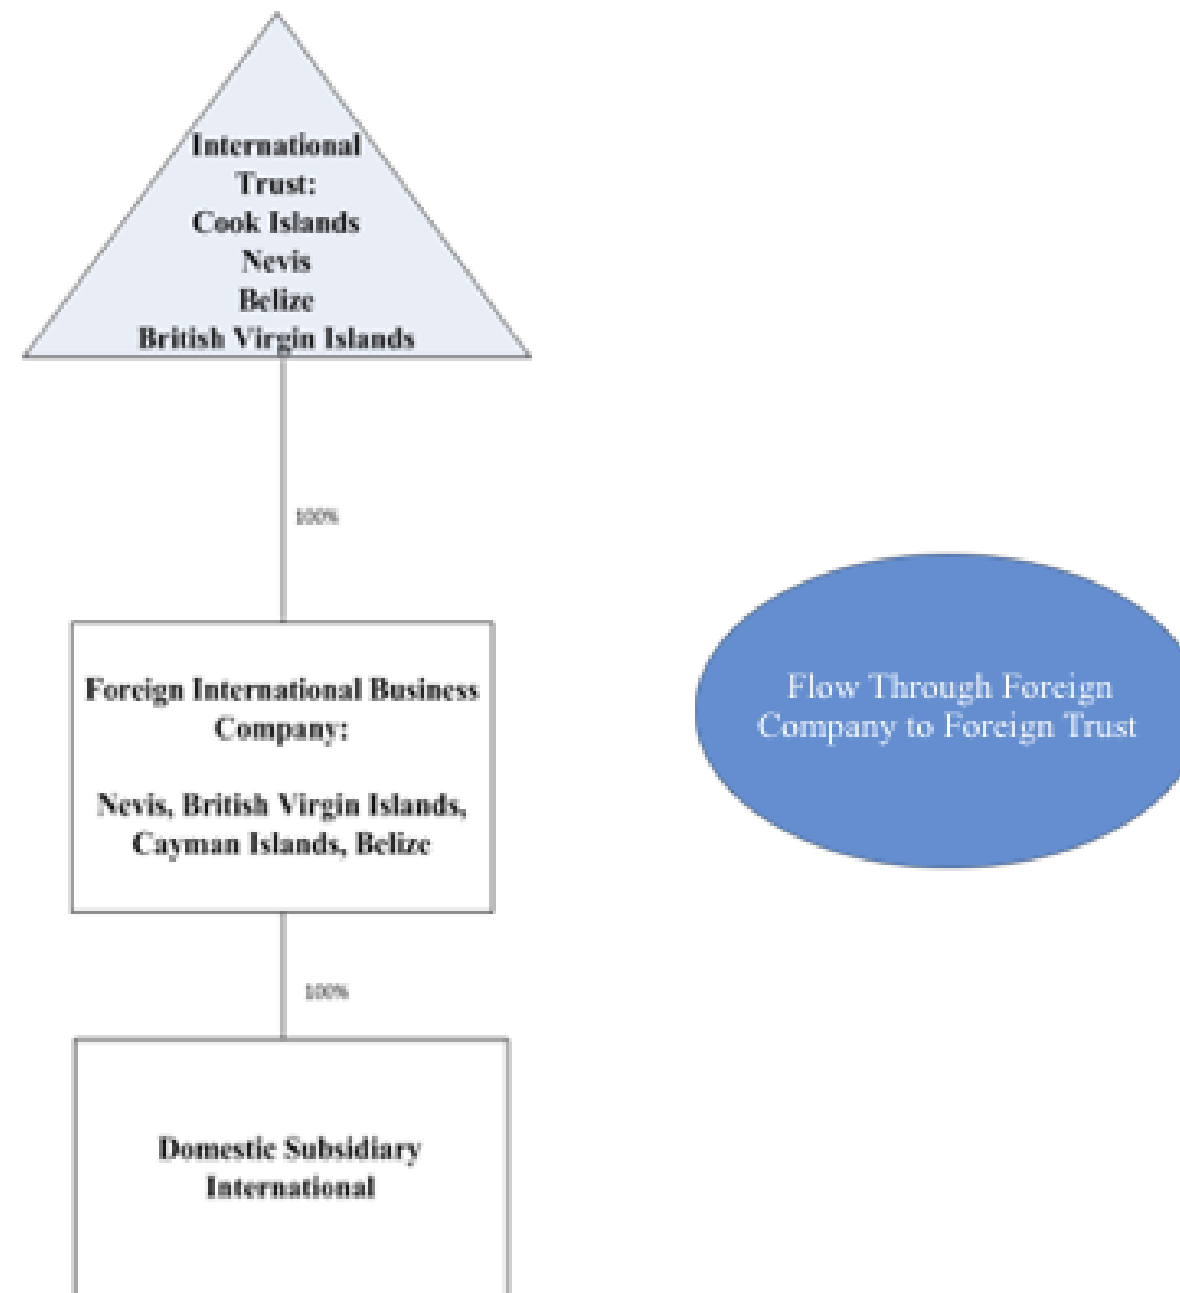 International
Trust:
Cook Islands
Nevis
Belize
British Virgin Islands
100%
Foreign International Business
Company:
Nevis, British Virgin Islands,
Cayman Islands, Belize
Flow Through Foreign
Company to Foreign Trust
100%
Domestic Subsidiary
International